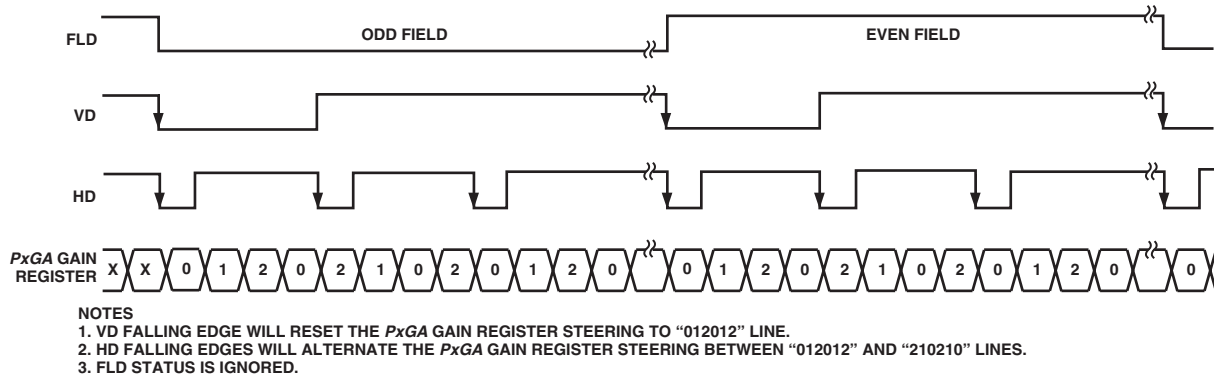 FLD
ODD FIELD
EVEN FIELD
VD
HD
PxGA GAIN
REGISTER
X X 0 1 2 0 2 1 0 2 0 1 2 0 0 1 2 0 2 1 0 2 0 1 2 0 0
NOTES
1. VD FALLING EDGE WILL RESET THE PxGA GAIN REGISTER STEERING TO “012012” LINE.
2. HD FALLING EDGES WILL ALTERNATE THE PxGA GAIN REGISTER STEERING BETWEEN “012012” AND “210210” LINES.
3. FLD STATUS IS IGNORED.